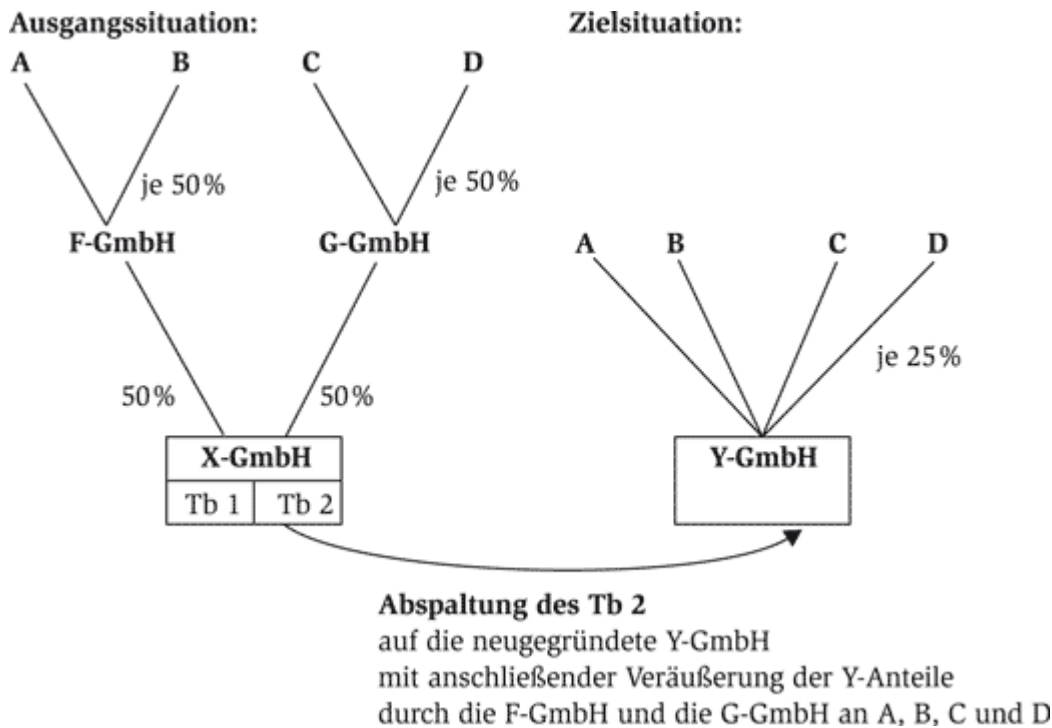 Ausgangssituation:
Zielsituation:
A B C D
je 50% je 50%
F-GmbH G-GmbH
A B C D
je 25%
50% 50%
X-GmbH
Y-GmbH
Tb 1 Tb 2
Abspaltung des Tb 2
auf die neugegründete Y-GmbH
mit anschließender Veräußerung der Y-Anteile
durch die F-GmbH und die G-GmbH an A, B, C und D